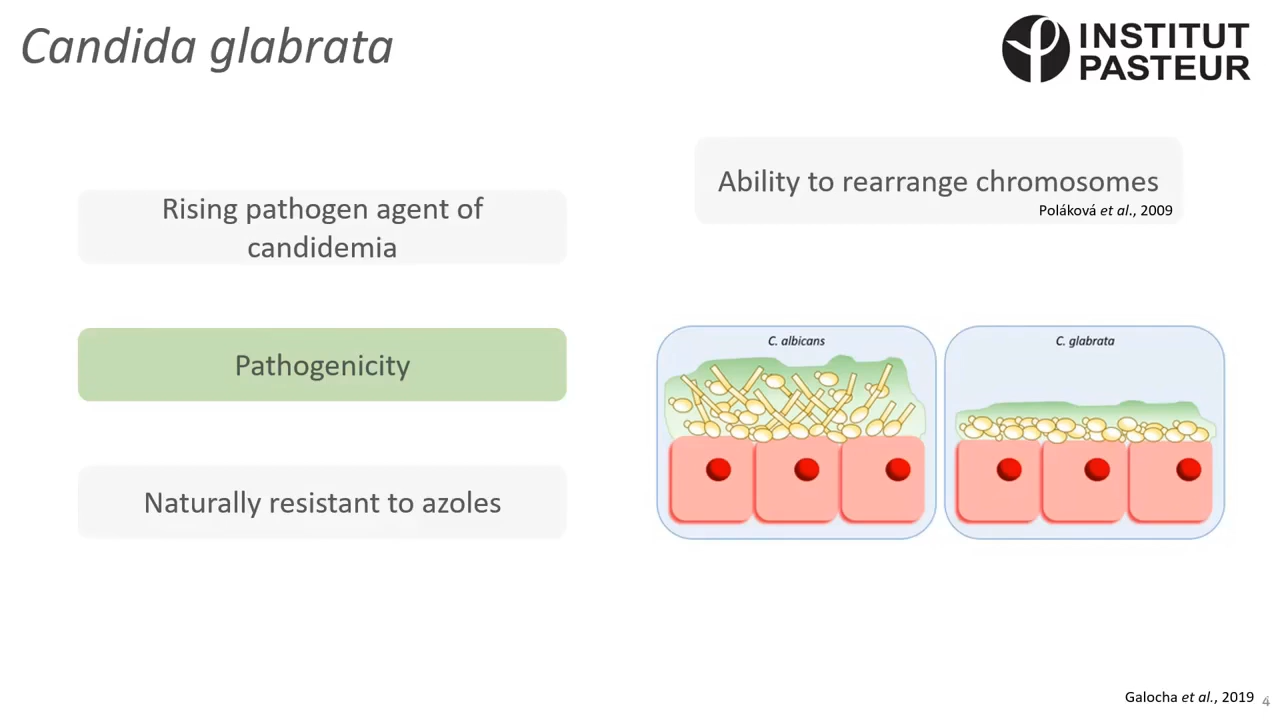 Candida glabrata
INSTITUT
PASTEUR
Rising pathogen agent of
candidemia
Pathogenicity
Naturally resistant to azoles
Ability to rearrange chromosomes
Poláková et al., 2009
C. albicans
C. glabrata
Galocha et al., 2019
4